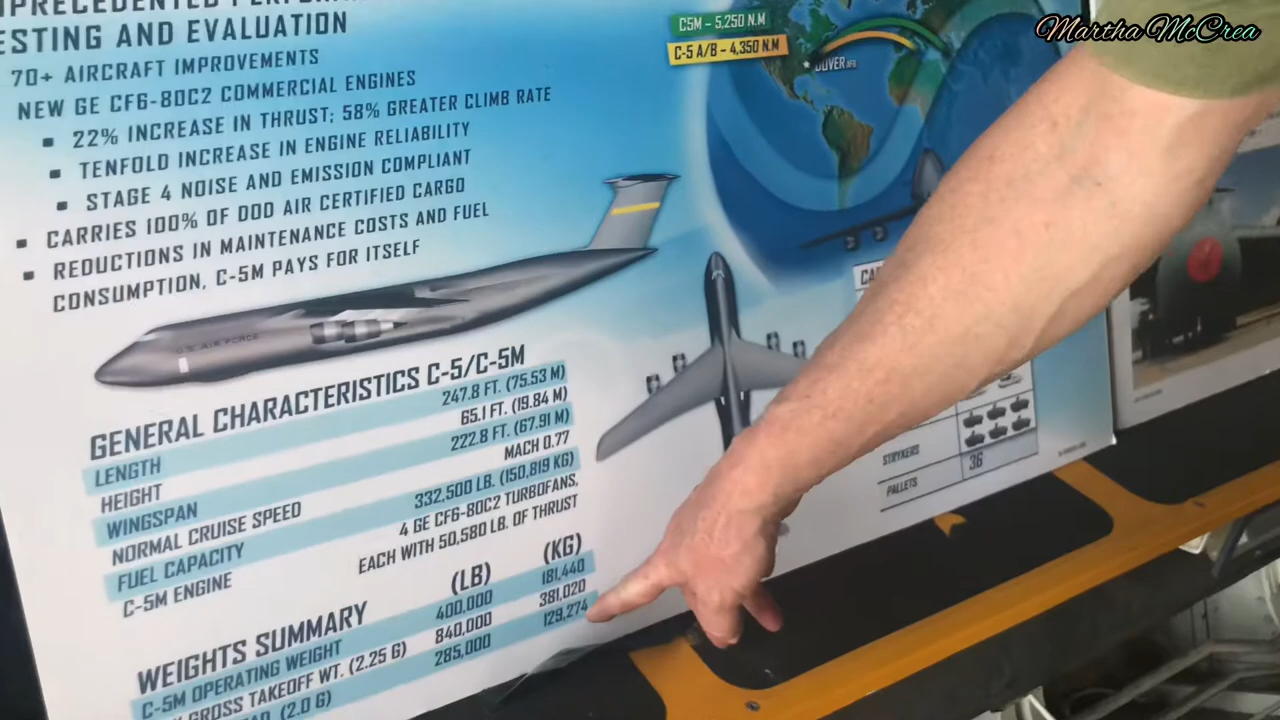 Martha McCrea
TESTING AND EVALUATION
70+ AIRCRAFT IMPROVEMENTS
NEW GE CF6-80C2 COMMERCIAL ENGINES
▪ 22% INCREASE IN THRUST; 58% GREATER CLIMB RATE
▪ TENFOLD INCREASE IN ENGINE RELIABILITY
▪ STAGE 4 NOISE AND EMISSION COMPLIANT
▪ CARRIES 100% OF DOD AIR CERTIFIED CARGO
▪ REDUCTIONS IN MAINTENANCE COSTS AND FUEL
CONSUMPTION, C-5M PAYS FOR ITSELF
C5M – 5,250 N.M
C-5 A/B – 4,350 N.M
DOVER AFB
U.S. AIR FORCE
GENERAL CHARACTERISTICS C-5/C-5M
LENGTH 247.8 FT. (75.53 M)
HEIGHT 65.1 FT. (19.84 M)
WINGSPAN 222.8 FT. (67.91 M)
NORMAL CRUISE SPEED MACH 0.77
FUEL CAPACITY 332,500 LB. (150,819 KG)
C-5M ENGINE 4 GE CF6-80C2 TURBOFANS,
EACH WITH 50,580 LB. OF THRUST
WEIGHTS SUMMARY (LB) (KG)
C-5M OPERATING WEIGHT 400,000 181,440
GROSS TAKEOFF WT. (2.25 G) 840,000 381,020
(2.0 G) 285,000 129,274
STRYKERS
PALLETS 36